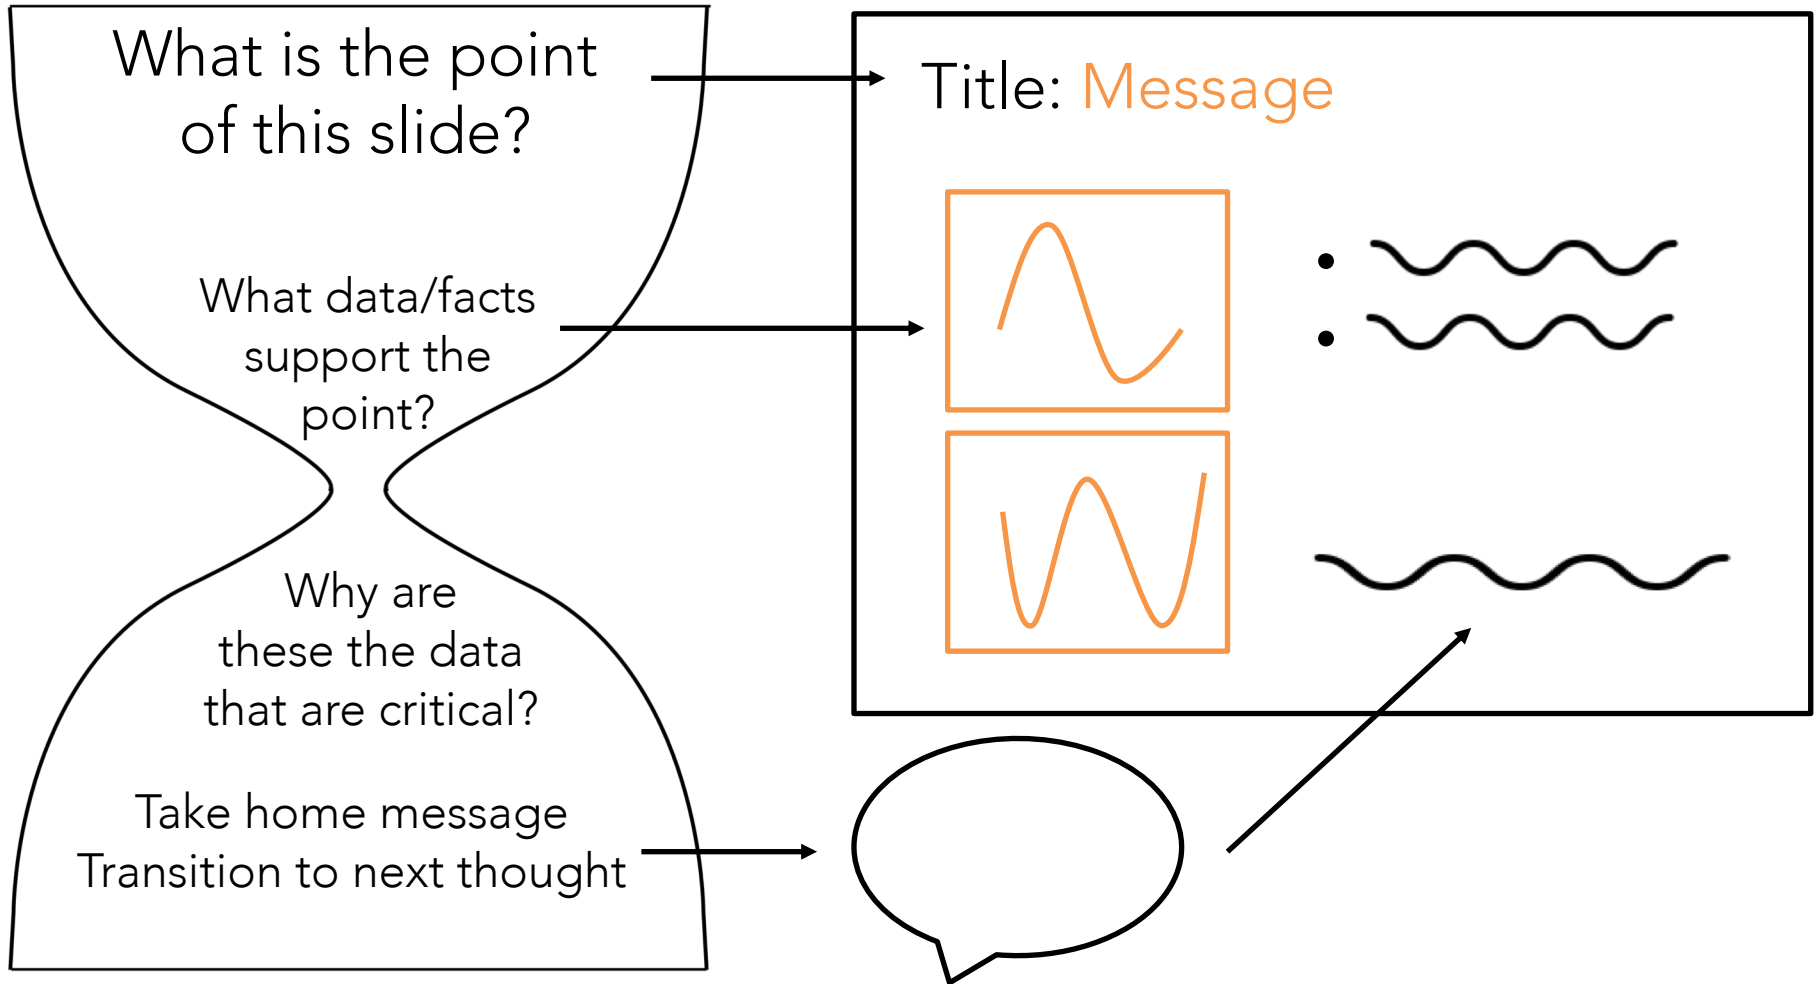 What is the point
of this slide?
What data/facts
support the
point?
Why are
these the data
that are critical?
Take home message
Transition to next thought
Title: Message